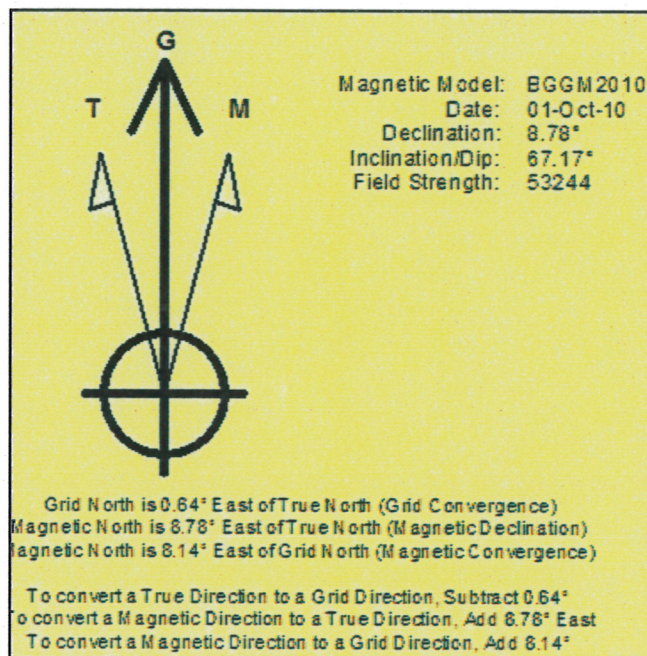 G
T M
Magnetic Model: BGGM2010
Date: 01-Oct-10
Declination: 8.78°
Inclination/Dip: 67.17°
Field Strength: 53244
Grid North is 0.64° East of True North (Grid Convergence)
Magnetic North is 8.78° East of True North (Magnetic Declination)
Magnetic North is 8.14° East of Grid North (Magnetic Convergence)
To convert a True Direction to a Grid Direction, Subtract 0.64°
To convert a Magnetic Direction to a True Direction, Add 8.78° East
To convert a Magnetic Direction to a Grid Direction, Add 8.14°